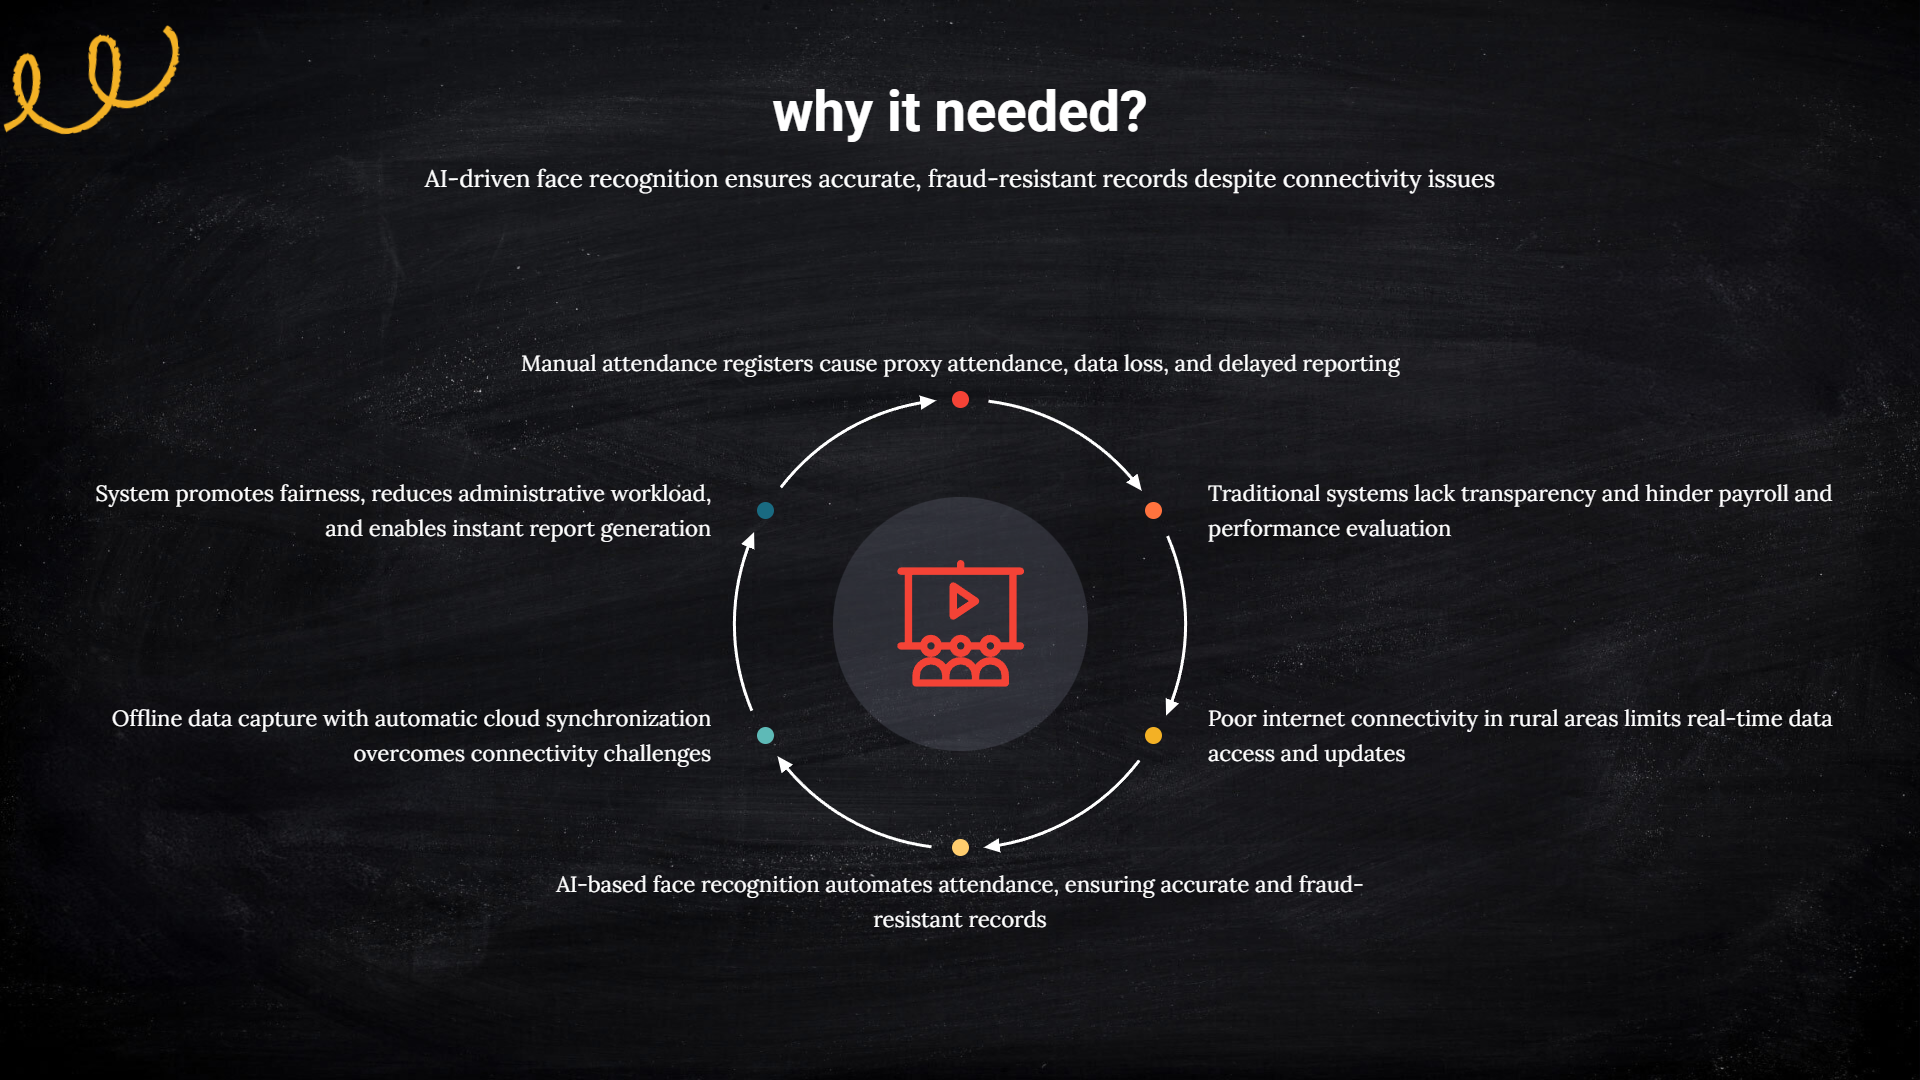 why it needed?
AI-driven face recognition ensures accurate, fraud-resistant records despite connectivity issues
Manual attendance registers cause proxy attendance, data loss, and delayed reporting
Traditional systems lack transparency and hinder payroll and
performance evaluation
Poor internet connectivity in rural areas limits real-time data
access and updates
AI-based face recognition automates attendance, ensuring accurate and fraud-
resistant records
Offline data capture with automatic cloud synchronization
overcomes connectivity challenges
System promotes fairness, reduces administrative workload,
and enables instant report generation